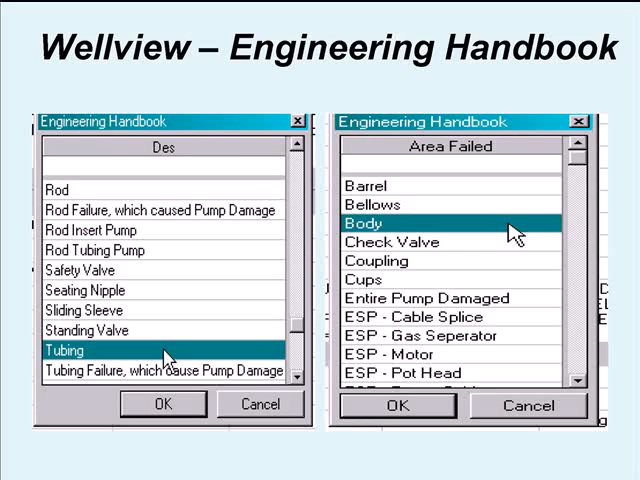 Wellview – Engineering Handbook
Engineering Handbook
Des
Rod
Rod Failure, which caused Pump Damage
Rod Insert Pump
Rod Tubing Pump
Safety Valve
Seating Nipple
Sliding Sleeve
Standing Valve
Tubing
Tubing Failure, which cause Pump Damage
OK
Cancel
Engineering Handbook
Area Failed
Barrel
Bellows
Body
Check Valve
Coupling
Cups
Entire Pump Damaged
ESP - Cable Splice
ESP - Gas Seperator
ESP - Motor
ESP - Pot Head
OK
Cancel